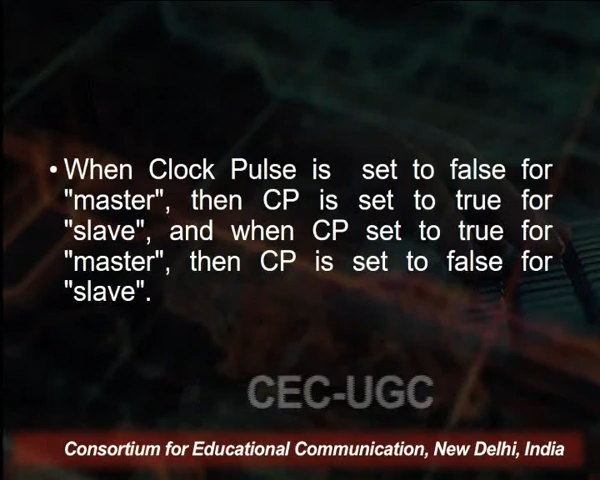 • When Clock Pulse is set to false for
"master", then CP is set to true for
"slave", and when CP set to true for
"master", then CP is set to false for
"slave".
CEC-UGC
Consortium for Educational Communication, New Delhi, India